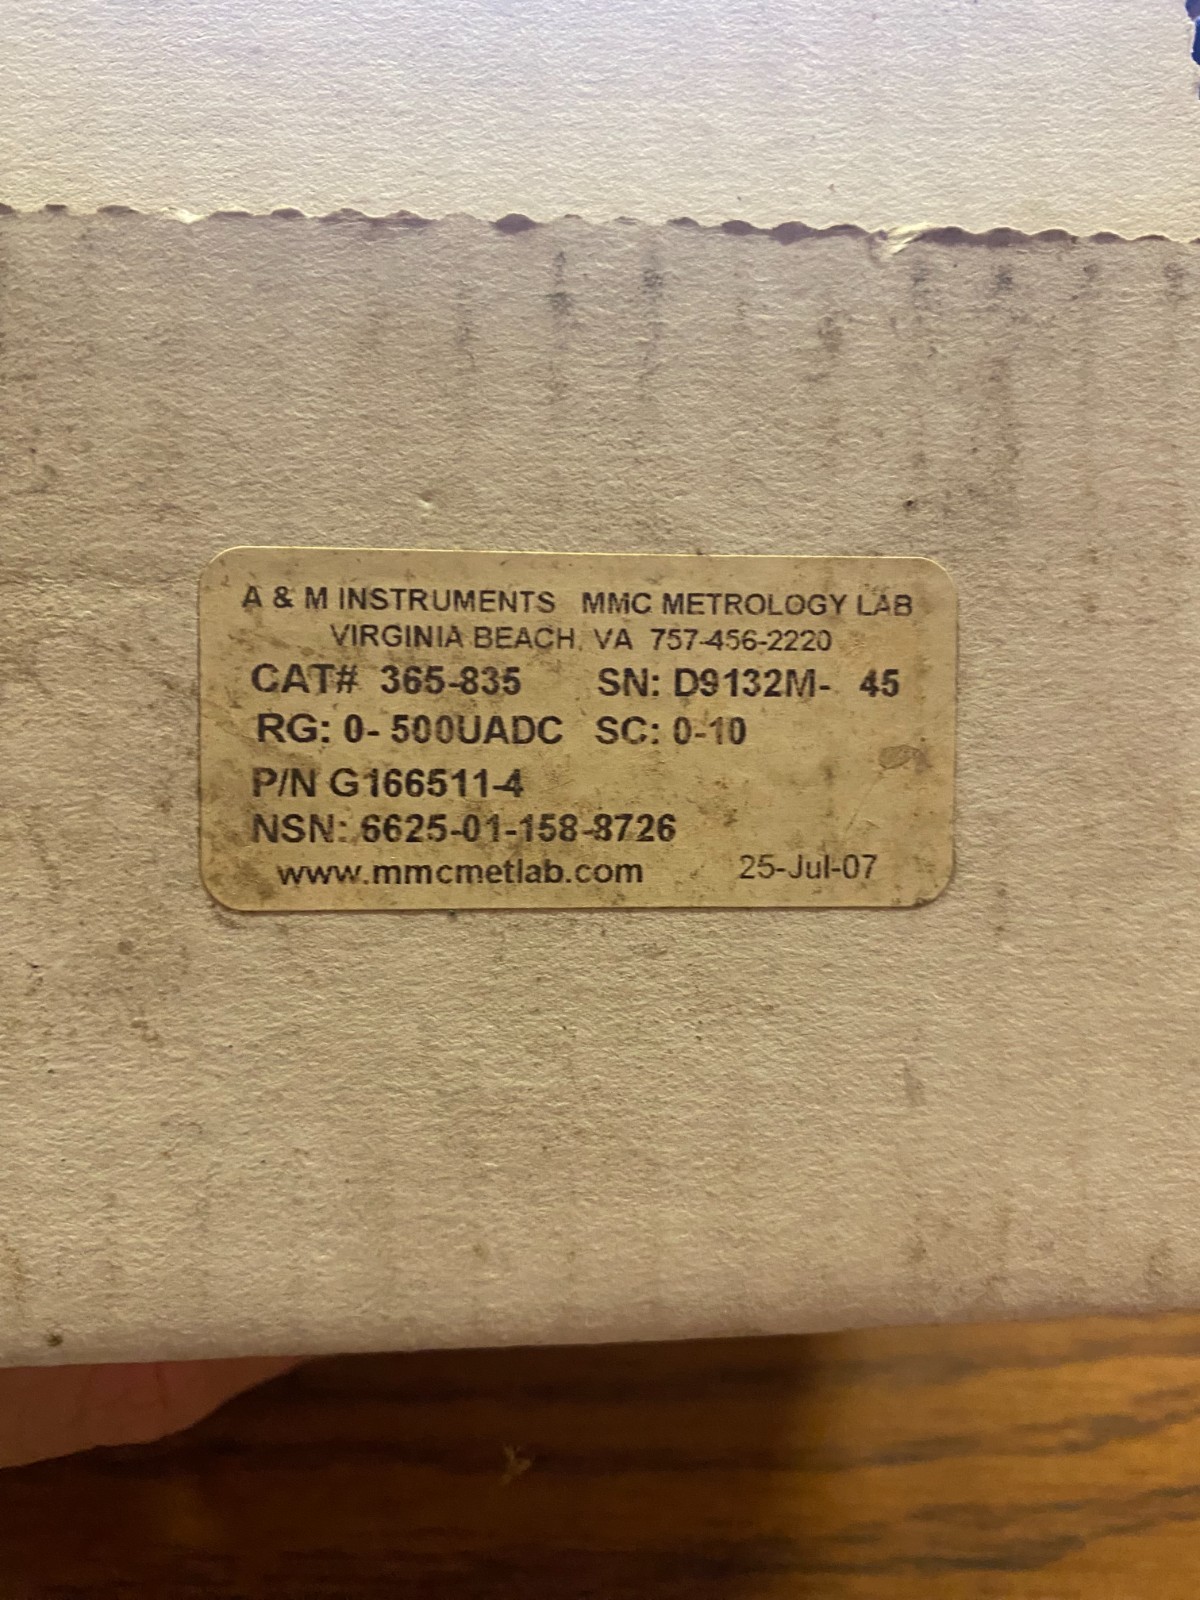 A & M INSTRUMENTS MMC METROLOGY LAB
VIRGINIA BEACH, VA 757-456-2220
CAT# 365-835 SN: D9132M- 45
RG: 0- 500UADC SC: 0-10
P/N G166511-4
NSN: 6625-01-158-8726
www.mmcmetlab.com 25-Jul-07